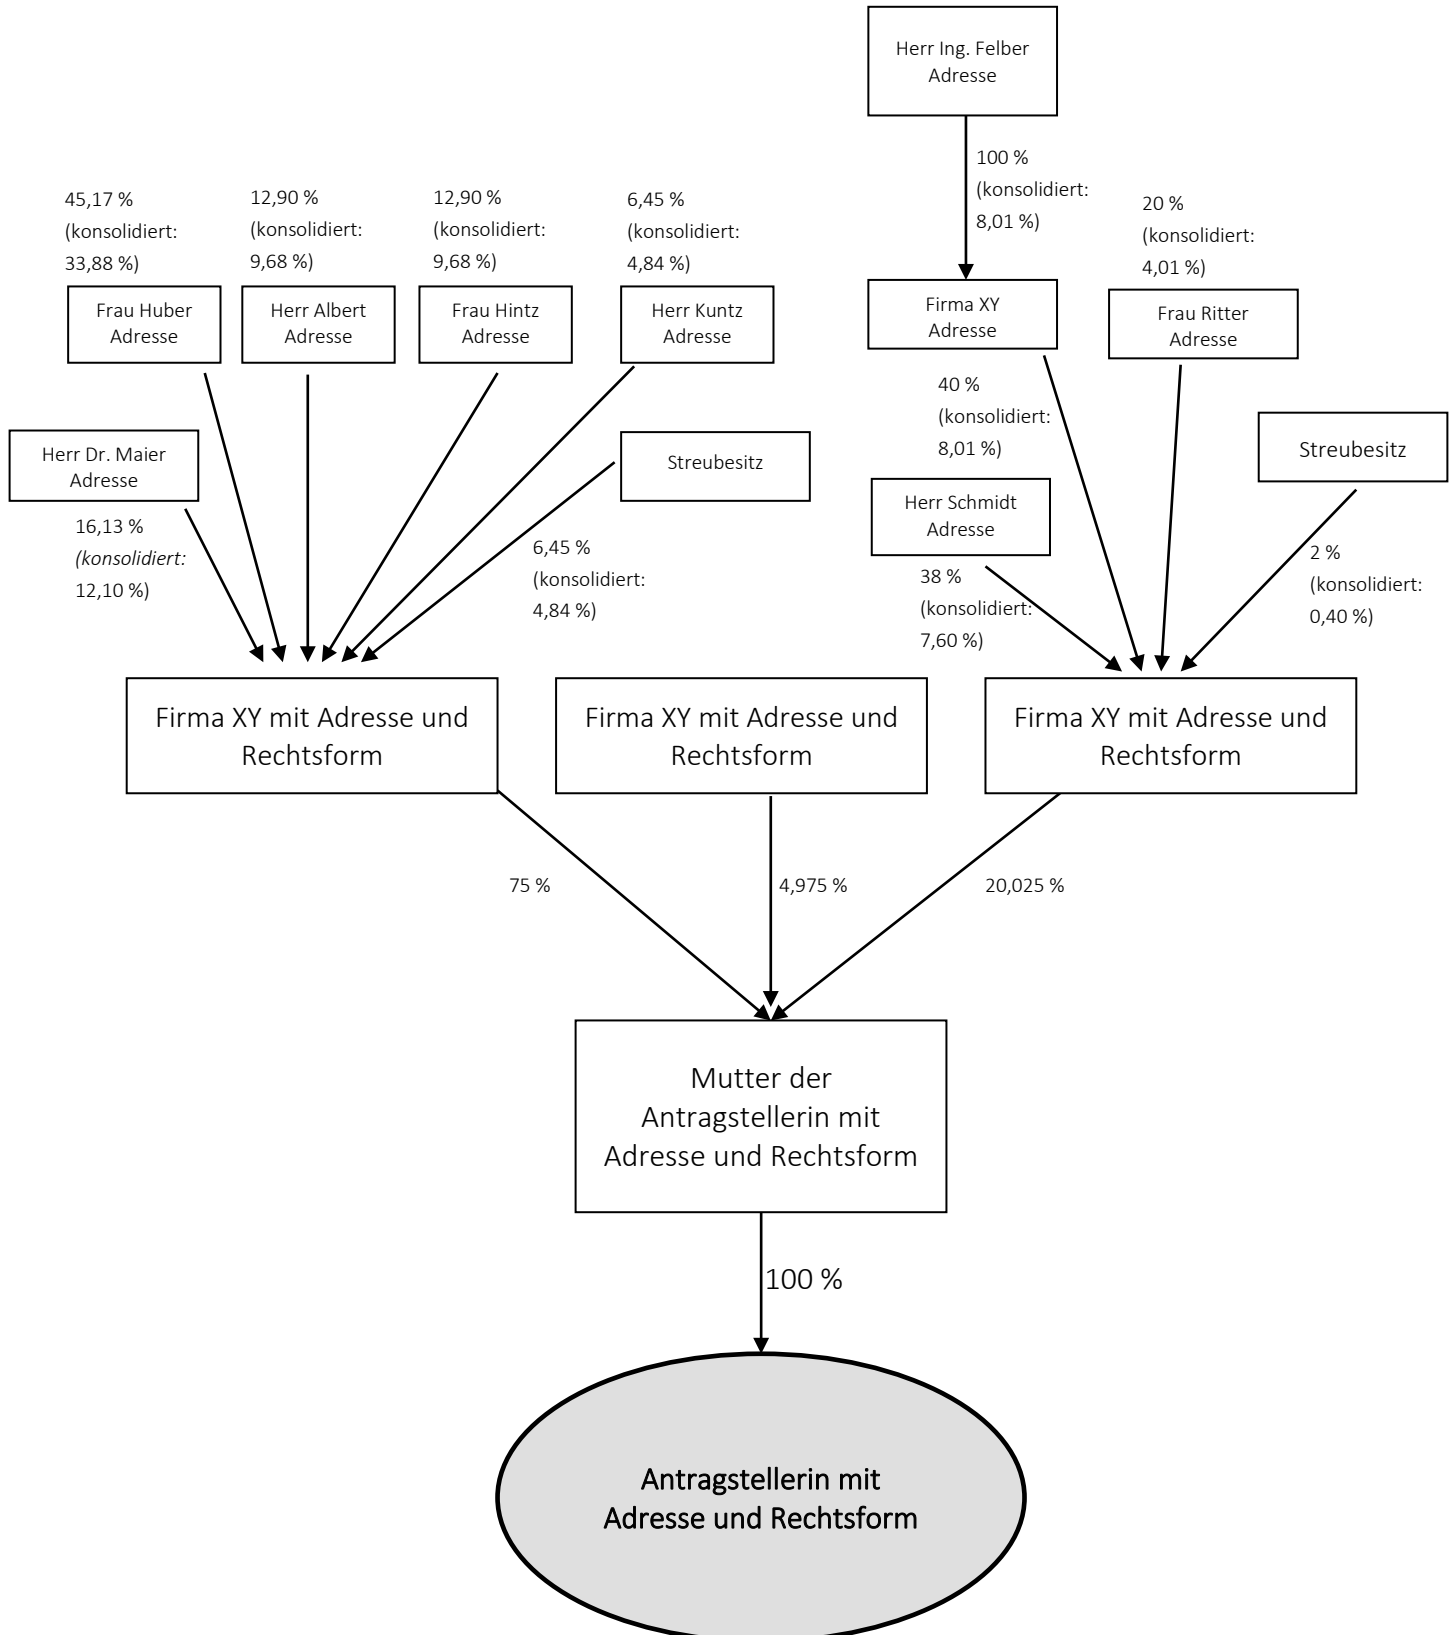 Herr Ing. Felber
Adresse
100 %
(konsolidiert:
8,01 %)
45,17 %
(konsolidiert:
33,88 %)
12,90 %
(konsolidiert:
9,68 %)
12,90 %
(konsolidiert:
9,68 %)
6,45 %
(konsolidiert:
4,84 %)
20 %
(konsolidiert:
4,01 %)
Frau Huber
Adresse
Herr Albert
Adresse
Frau Hintz
Adresse
Herr Kuntz
Adresse
Firma XY
Adresse
Frau Ritter
Adresse
40 %
(konsolidiert:
8,01 %)
Herr Dr. Maier
Adresse
Streubesitz
Streubesitz
Herr Schmidt
Adresse
16,13 %
(konsolidiert:
12,10 %)
6,45 %
(konsolidiert:
4,84 %)
38 %
(konsolidiert:
7,60 %)
2 %
(konsolidiert:
0,40 %)
Firma XY mit Adresse und
Rechtsform
Firma XY mit Adresse und
Rechtsform
Firma XY mit Adresse und
Rechtsform
75 %
4,975 %
20,025 %
Mutter der
Antragstellerin mit
Adresse und Rechtsform
100 %
Antragstellerin mit
Adresse und Rechtsform